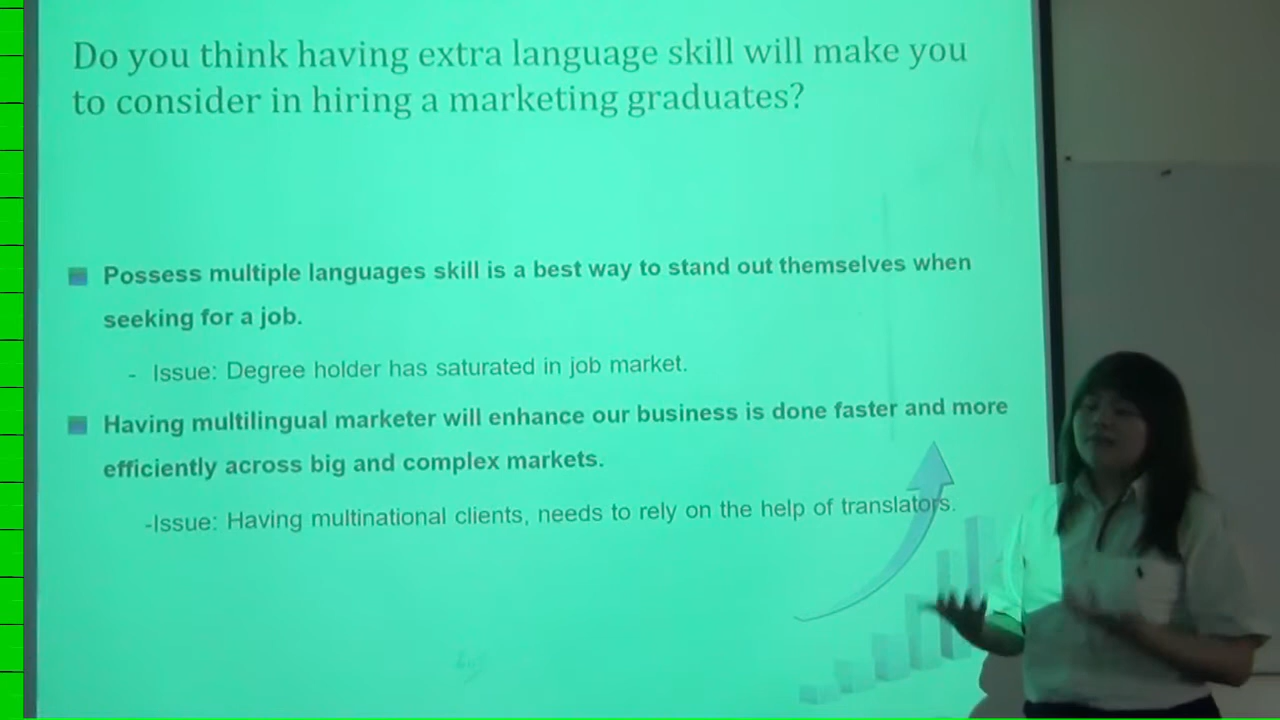 Do you think having extra language skill will make you
to consider in hiring a marketing graduates?
Possess multiple languages skill is a best way to stand out themselves when
seeking for a job.
- Issue: Degree holder has saturated in job market.
Having multilingual marketer will enhance our business is done faster and more
efficiently across big and complex markets.
-Issue: Having multinational clients, needs to rely on the help of translators.